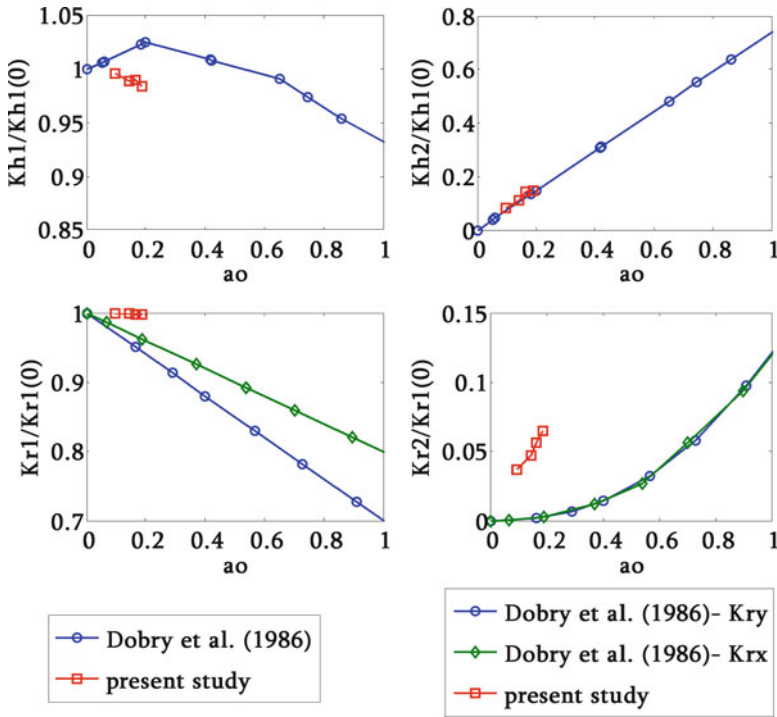 1.05
1
0.95
0.9
0.85
Kh1/Kh1(0)
0 0.2 0.4 0.6 0.8 1
ao
0.8
0.6
0.4
0.2
0
Kh2/Kh1(0)
0 0.2 0.4 0.6 0.8 1
ao
1
0.9
0.8
0.7
Kr1/Kr1(0)
0 0.2 0.4 0.6 0.8 1
ao
0.15
0.1
0.05
0
Kr2/Kr1(0)
0 0.2 0.4 0.6 0.8 1
ao
Dobry et al. (1986)
present study
Dobry et al. (1986)- Kry
Dobry et al. (1986)- Krx
present study